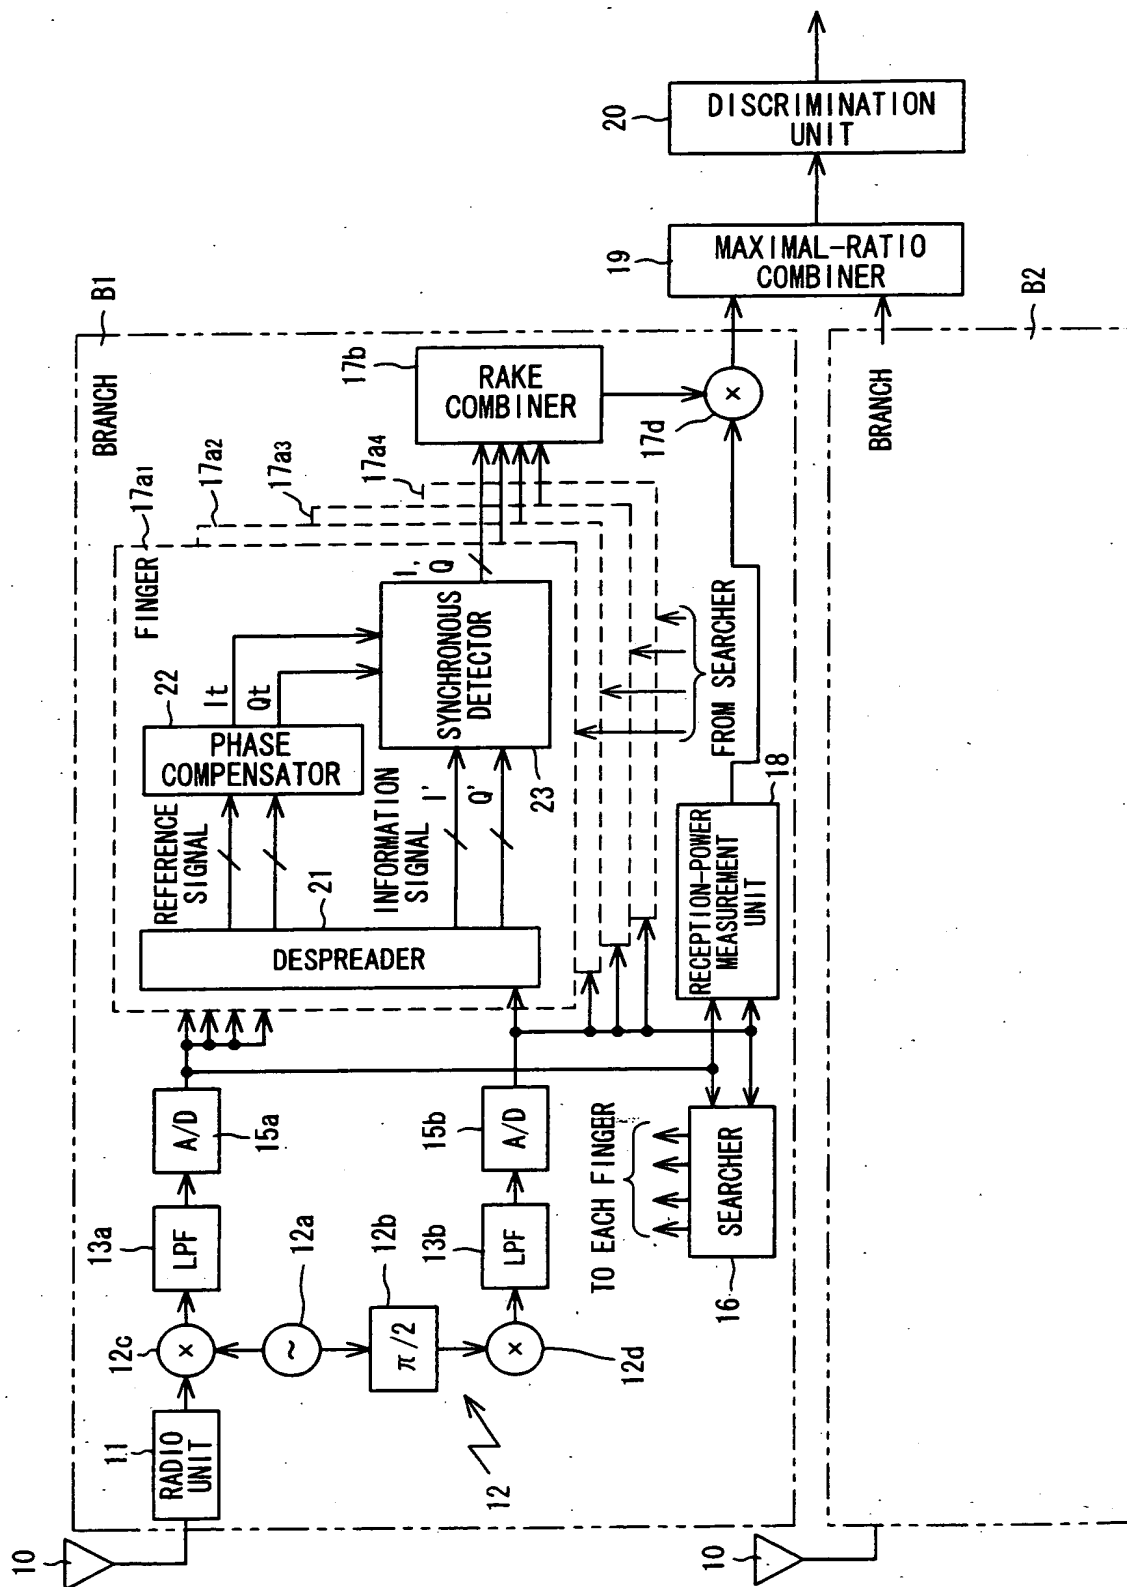 10
11
RADIO
UNIT
12c
×
12a
~
12b
π/2
12d
×
12
13a
LPF
13b
LPF
15a
A/D
15b
A/D
TO EACH FINGER
SEARCHER
16
REFERENCE
SIGNAL
21
DESPREADER
INFORMATION
SIGNAL
I'
Q'
22
PHASE
COMPENSATOR
It
Qt
SYNCHRONOUS
DETECTOR
23
I,
Q
FINGER
17a1
17a2
17a3
17a4
FROM SEARCHER
RECEPTION-POWER
MEASUREMENT
UNIT
18
BRANCH
B1
17b
RAKE
COMBINER
×
17d
19
MAXIMAL-RATIO
COMBINER
20
DISCRIMINATION
UNIT
10
BRANCH
B2